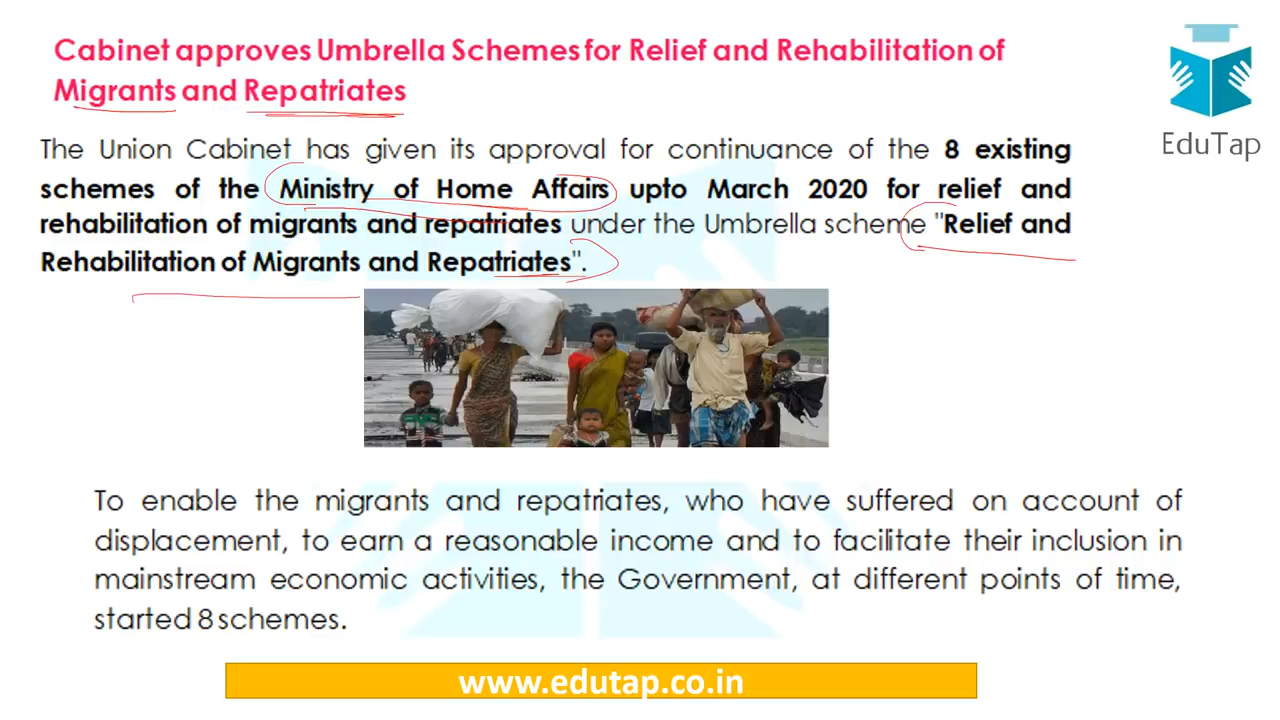 Cabinet approves Umbrella Schemes for Relief and Rehabilitation of
Migrants and Repatriates
EduTap
The Union Cabinet has given its approval for continuance of the 8 existing
schemes of the Ministry of Home Affairs upto March 2020 for relief and
rehabilitation of migrants and repatriates under the Umbrella scheme "Relief and
Rehabilitation of Migrants and Repatriates".
To enable the migrants and repatriates, who have suffered on account of
displacement, to earn a reasonable income and to facilitate their inclusion in
mainstream economic activities, the Government, at different points of time,
started 8 schemes.
www.edutap.co.in